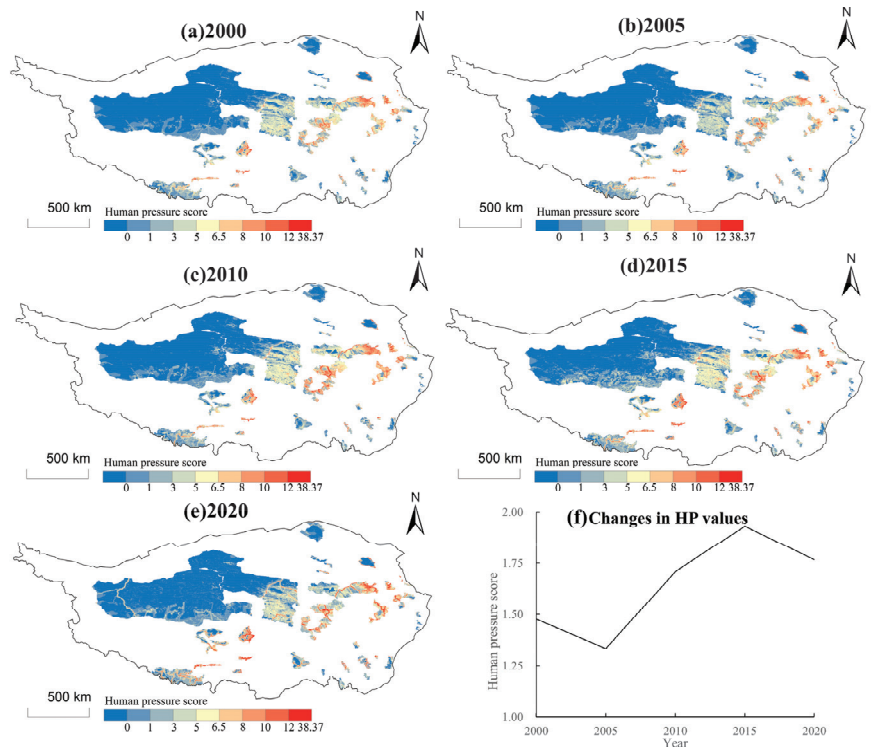 (a)2000
N
500 km
Human pressure score
0 1 3 5 6.5 8 10 12 38.37
(b)2005
N
500 km
Human pressure score
0 1 3 5 6.5 8 10 12 38.37
(c)2010
N
500 km
Human pressure score
0 1 3 5 6.5 8 10 12 38.37
(d)2015
N
500 km
Human pressure score
0 1 3 5 6.5 8 10 12 38.37
(e)2020
N
500 km
Human pressure score
0 1 3 5 6.5 8 10 12 38.37
(f)Changes in HP values
Human pressure score
2.00
1.75
1.50
1.25
1.00
2000 2005 2010 2015 2020
Year